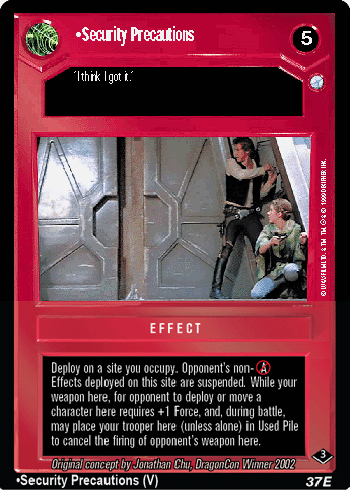 •Security Precautions
5
'I think I got it.'
EFFECT
Deploy on a site you occupy. Opponent's non- A
Effects deployed on this site are suspended. While your
weapon here, for opponent to deploy or move a
character here requires +1 Force, and, during battle,
may place your trooper here (unless alone) in Used Pile
to cancel the firing of opponent's weapon here.
Original concept by Jonathan Chu, DragonCon Winner 2002
3
•Security Precautions (V)
37E